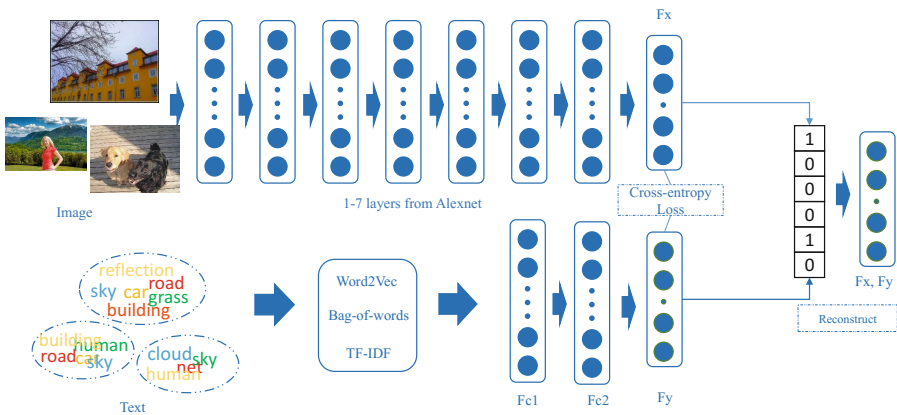 Fx
1
0
0
0
1
0
Image
1-7 layers from Alexnet
Cross-entropy
Loss
Fx, Fy
Reconstruct
reflection
sky car road
grass
building
building
human
road car
sky
cloud sky
net
human
Text
Word2Vec
Bag-of-words
TF-IDF
Fc1
Fc2
Fy